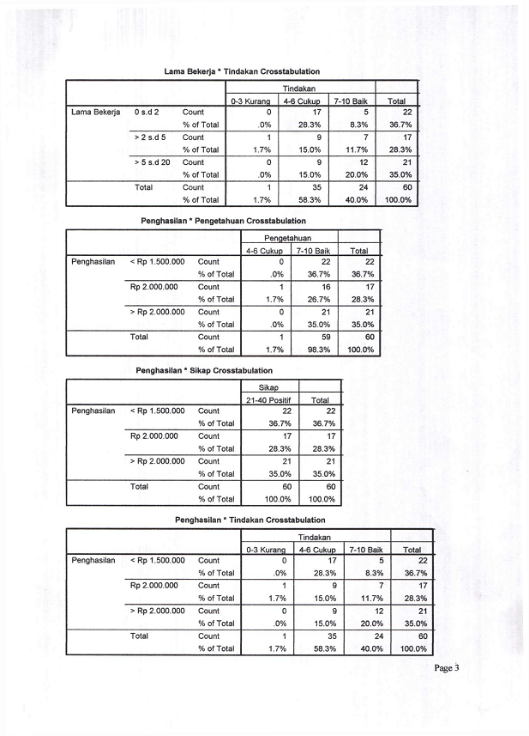 Lama Bekerja * Tindakan Crosstabulation
Tindakan
0-3 Kurang 4-6 Cukup 7-10 Baik Total
Lama Bekerja 0 s.d 2 Count 0 17 5 22
% of Total .0% 28.3% 8.3% 36.7%
> 2 s.d 5 Count 1 9 7 17
% of Total 1.7% 15.0% 11.7% 28.3%
> 5 s.d 20 Count 0 9 12 21
% of Total .0% 15.0% 20.0% 35.0%
Total Count 1 35 24 60
% of Total 1.7% 58.3% 40.0% 100.0%
Penghasilan * Pengetahuan Crosstabulation
Pengetahuan
4-6 Cukup 7-10 Baik Total
Penghasilan < Rp 1.500.000 Count 0 22 22
% of Total .0% 36.7% 36.7%
Rp 2.000.000 Count 1 16 17
% of Total 1.7% 26.7% 28.3%
> Rp 2.000.000 Count 0 21 21
% of Total .0% 35.0% 35.0%
Total Count 1 59 60
% of Total 1.7% 98.3% 100.0%
Penghasilan * Sikap Crosstabulation
Sikap
21-40 Positif Total
Penghasilan < Rp 1.500.000 Count 22 22
% of Total 36.7% 36.7%
Rp 2.000.000 Count 17 17
% of Total 28.3% 28.3%
> Rp 2.000.000 Count 21 21
% of Total 35.0% 35.0%
Total Count 60 60
% of Total 100.0% 100.0%
Penghasilan * Tindakan Crosstabulation
Tindakan
0-3 Kurang 4-6 Cukup 7-10 Baik Total
Penghasilan < Rp 1.500.000 Count 0 17 5 22
% of Total .0% 28.3% 8.3% 36.7%
Rp 2.000.000 Count 1 9 7 17
% of Total 1.7% 15.0% 11.7% 28.3%
> Rp 2.000.000 Count 0 9 12 21
% of Total .0% 15.0% 20.0% 35.0%
Total Count 1 35 24 60
% of Total 1.7% 58.3% 40.0% 100.0%
Page 3